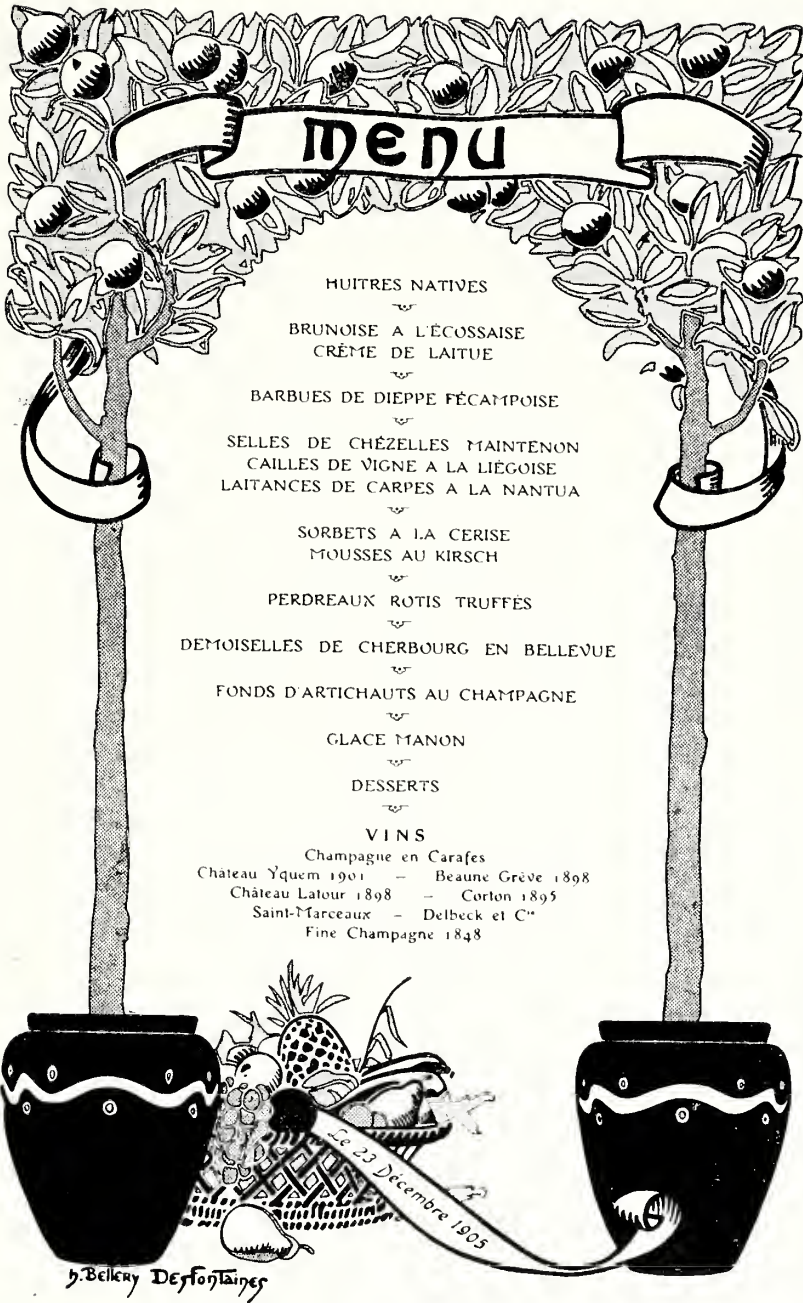 MENU
HUITRES NATIVES
BRUNOISE A L'ÉCOSSAISE
CRÈME DE LAITUE
BARBUES DE DIEPPE FÉCAMPOISE
SELLES DE CHÉZELLES MAINTENON
CAILLES DE VIGNE A LA LIÉGOISE
LAITANCES DE CARPES A LA NANTUA
SORBETS A LA CERISE
MOUSSES AU KIRSCH
PERDREAUX ROTIS TRUFFÉS
DEMOISELLES DE CHERBOURG EN BELLEVUE
FONDS D'ARTICHAUTS AU CHAMPAGNE
GLACE MANON
DESSERTS
VINS
Champagne en Carafes
Château Yquem 1901 – Beaune Grève 1898
Château Latour 1898 – Corton 1895
Saint-Marceaux – Delbeck et Cie
Fine Champagne 1848
Le 23 Décembre 1905
H. BELLERY DESFONTAINES